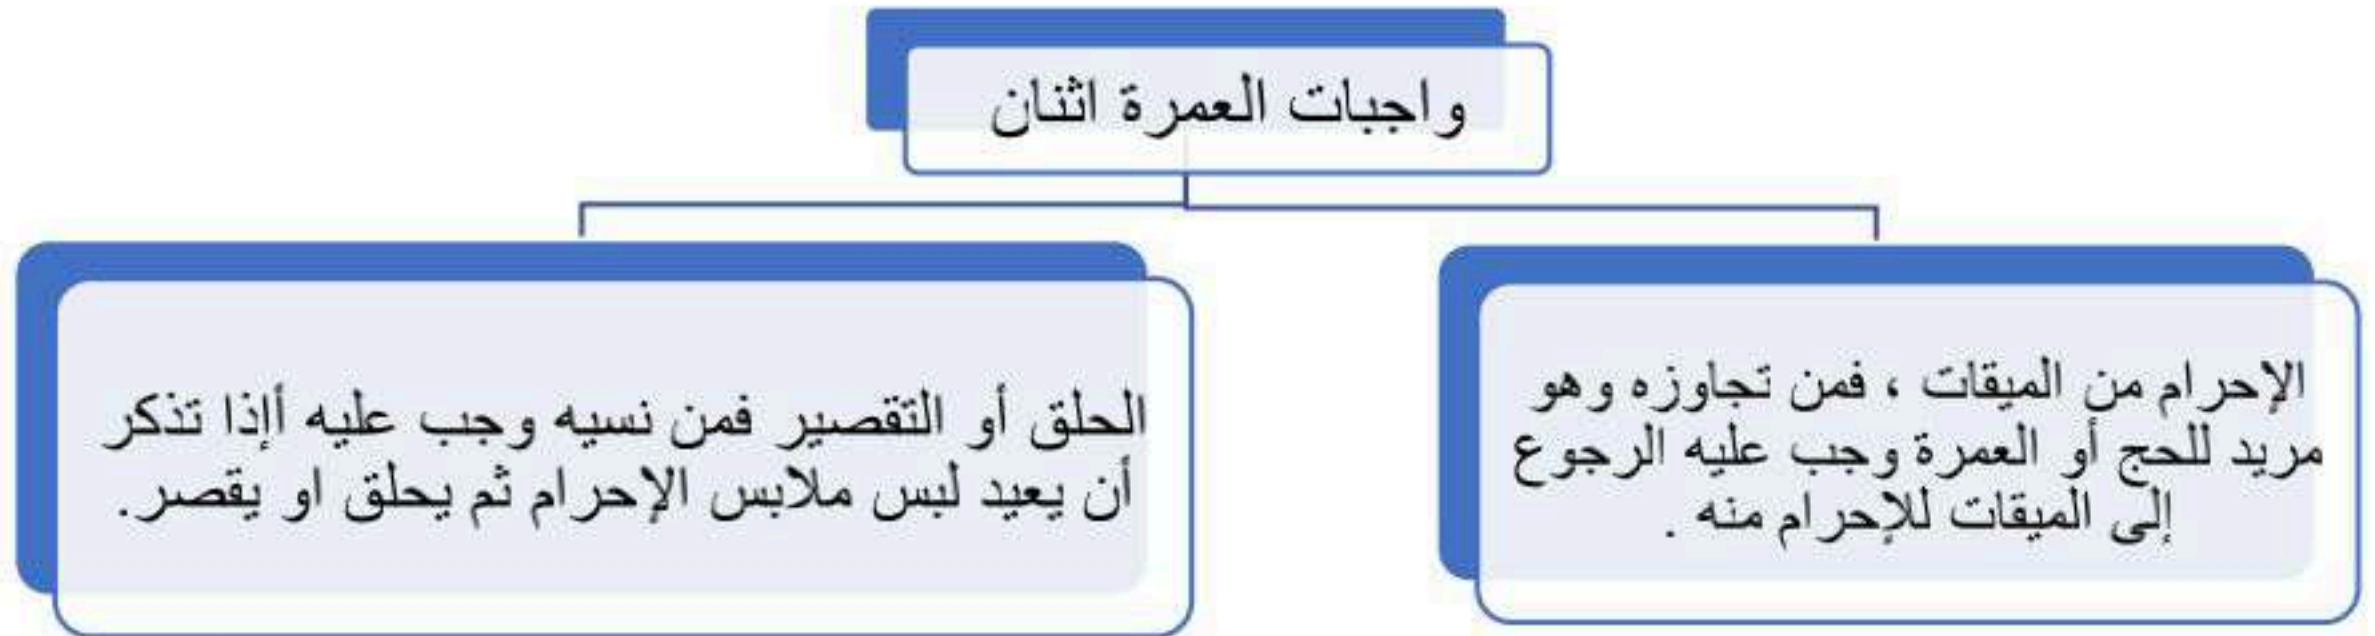 واجبات العمرة اثنان
الإحرام من الميقات ، فمن تجاوزه وهو
مريد للحج أو العمرة وجب عليه الرجوع
إلى الميقات للإحرام منه .
الحلق أو التقصير فمن نسيه وجب عليه أإذا تذكر
أن يعيد لبس ملابس الإحرام ثم يحلق او يقصر.